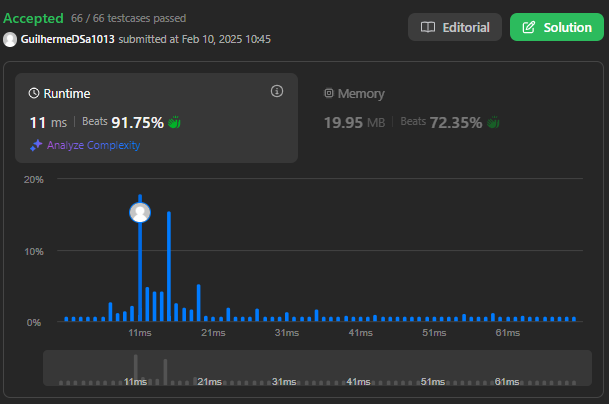 Accepted 66 / 66 testcases passed
GuilhermeDSa1013 submitted at Feb 10, 2025 10:45
Editorial
Solution
Runtime
11 ms Beats 91.75%
Analyze Complexity
Memory
19.95 MB Beats 72.35%
20%
10%
0%
11ms 21ms 31ms 41ms 51ms 61ms
11ms 21ms 31ms 41ms 51ms 61ms